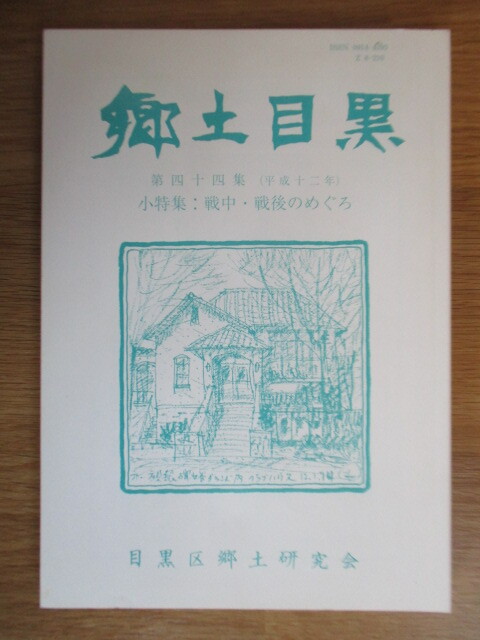 郷土目黒
第四十四集 (平成十二年)
小特集：戦中・戦後のめぐろ
目黒区郷土研究会